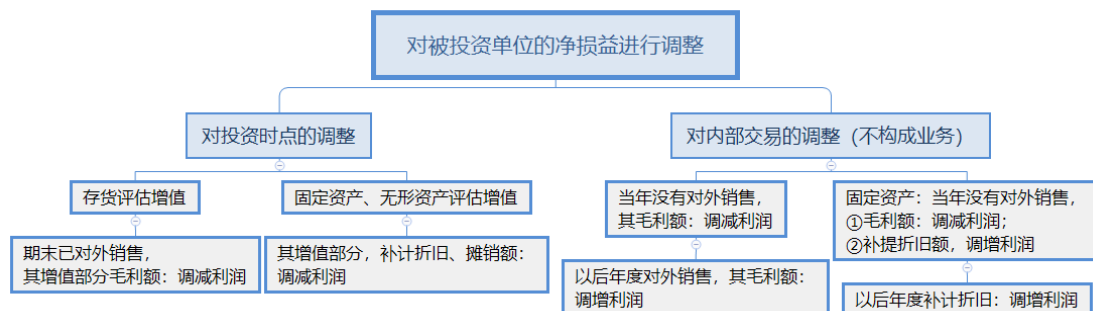 对被投资单位的净损益进行调整
对投资时点的调整
对内部交易的调整（不构成业务）
存货评估增值
固定资产、无形资产评估增值
当年没有对外销售，
其毛利额：调减利润
固定资产：当年没有对外销售，
①毛利额：调减利润；
②补提折旧额，调增利润
期末已对外销售，
其增值部分毛利额：调减利润
其增值部分，补计折旧、摊销额：
调减利润
以后年度对外销售，其毛利额：
调增利润
以后年度补计折旧：调增利润